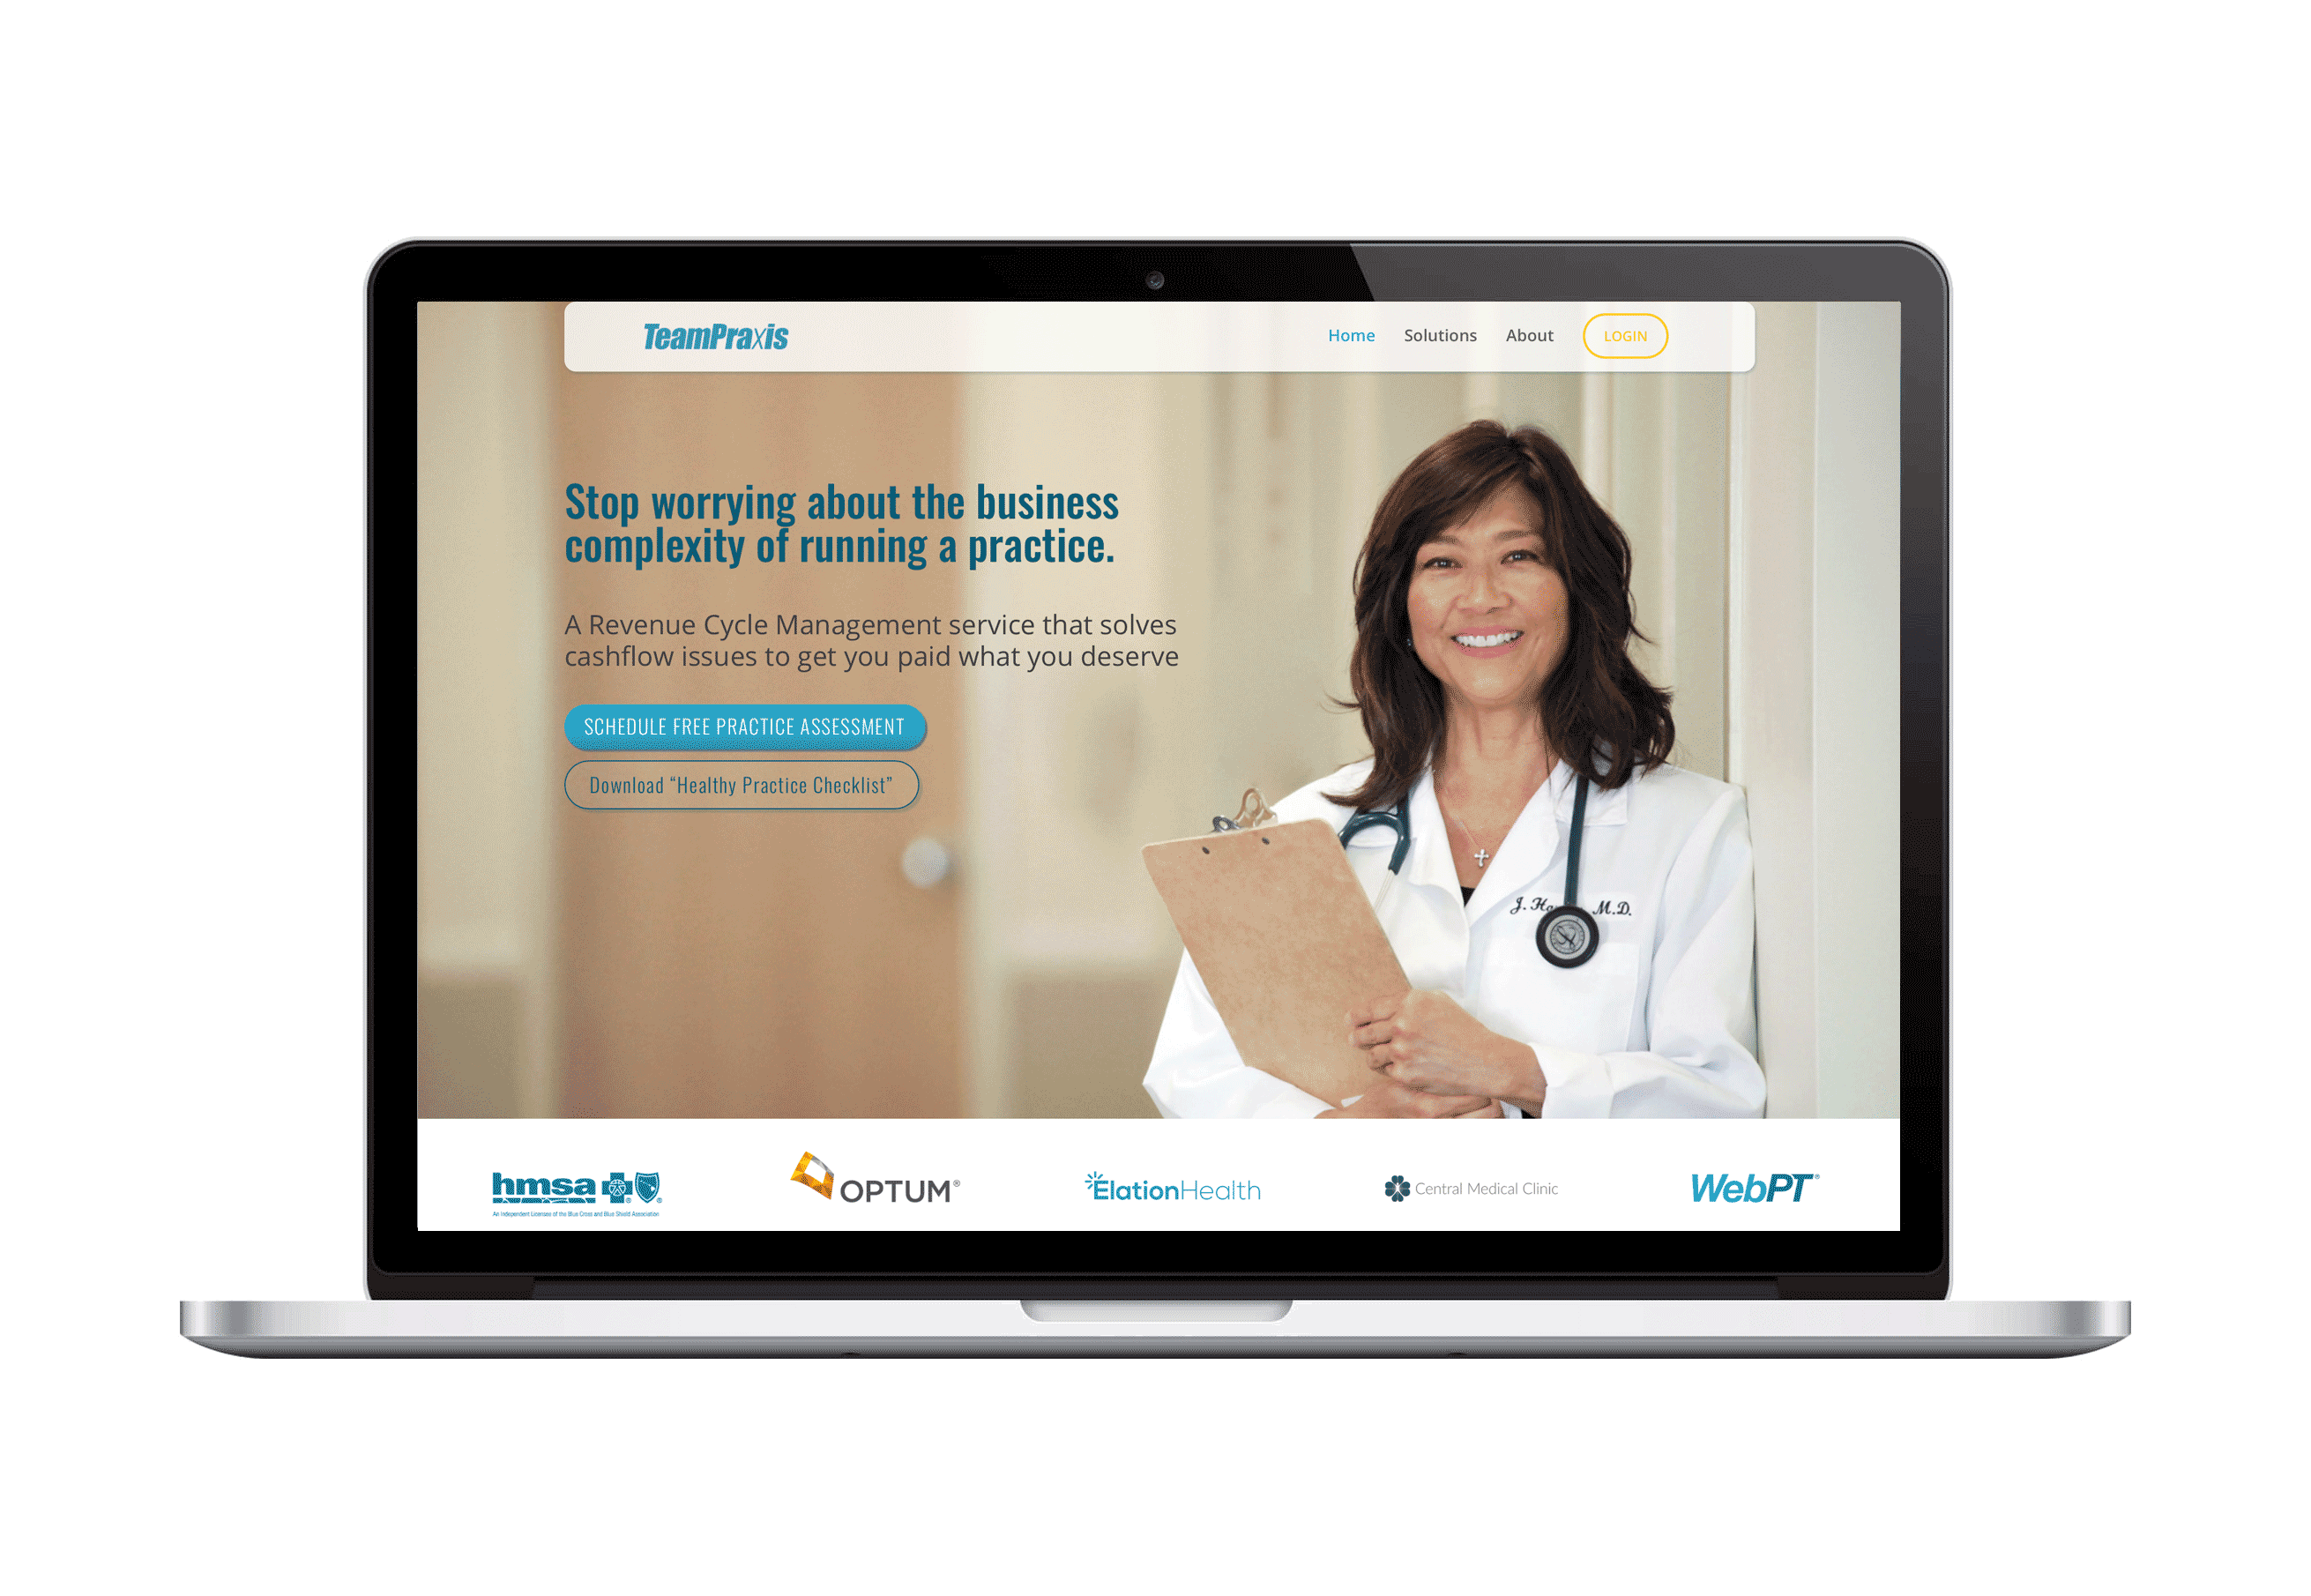 TeamPraxis
Home Solutions About LOGIN
Stop worrying about the business
complexity of running a practice.
A Revenue Cycle Management service that solves
cashflow issues to get you paid what you deserve
SCHEDULE FREE PRACTICE ASSESSMENT
Download “Healthy Practice Checklist”
J. M.D.
hmsa
An Independent Licensee of the Blue Cross and Blue Shield Association
OPTUM®
ElationHealth
Central Medical Clinic
WebPT®